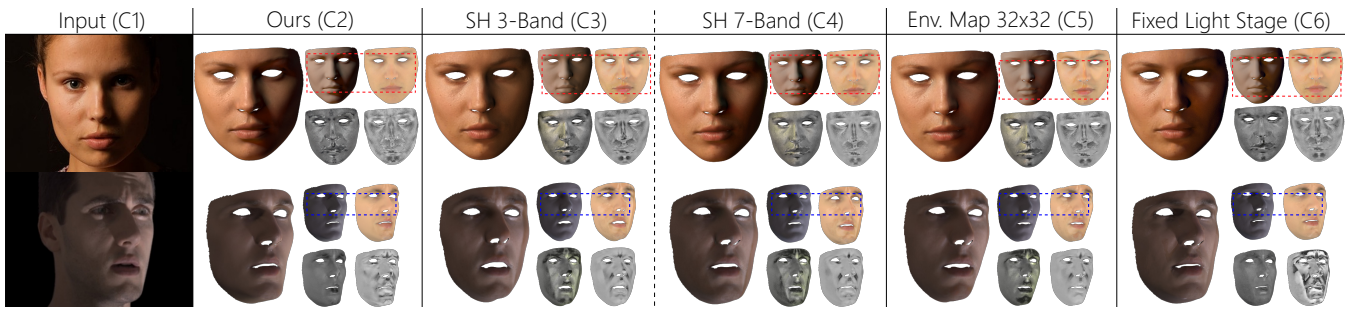 Input (C1)
Ours (C2)
SH 3-Band (C3)
SH 7-Band (C4)
Env. Map 32x32 (C5)
Fixed Light Stage (C6)